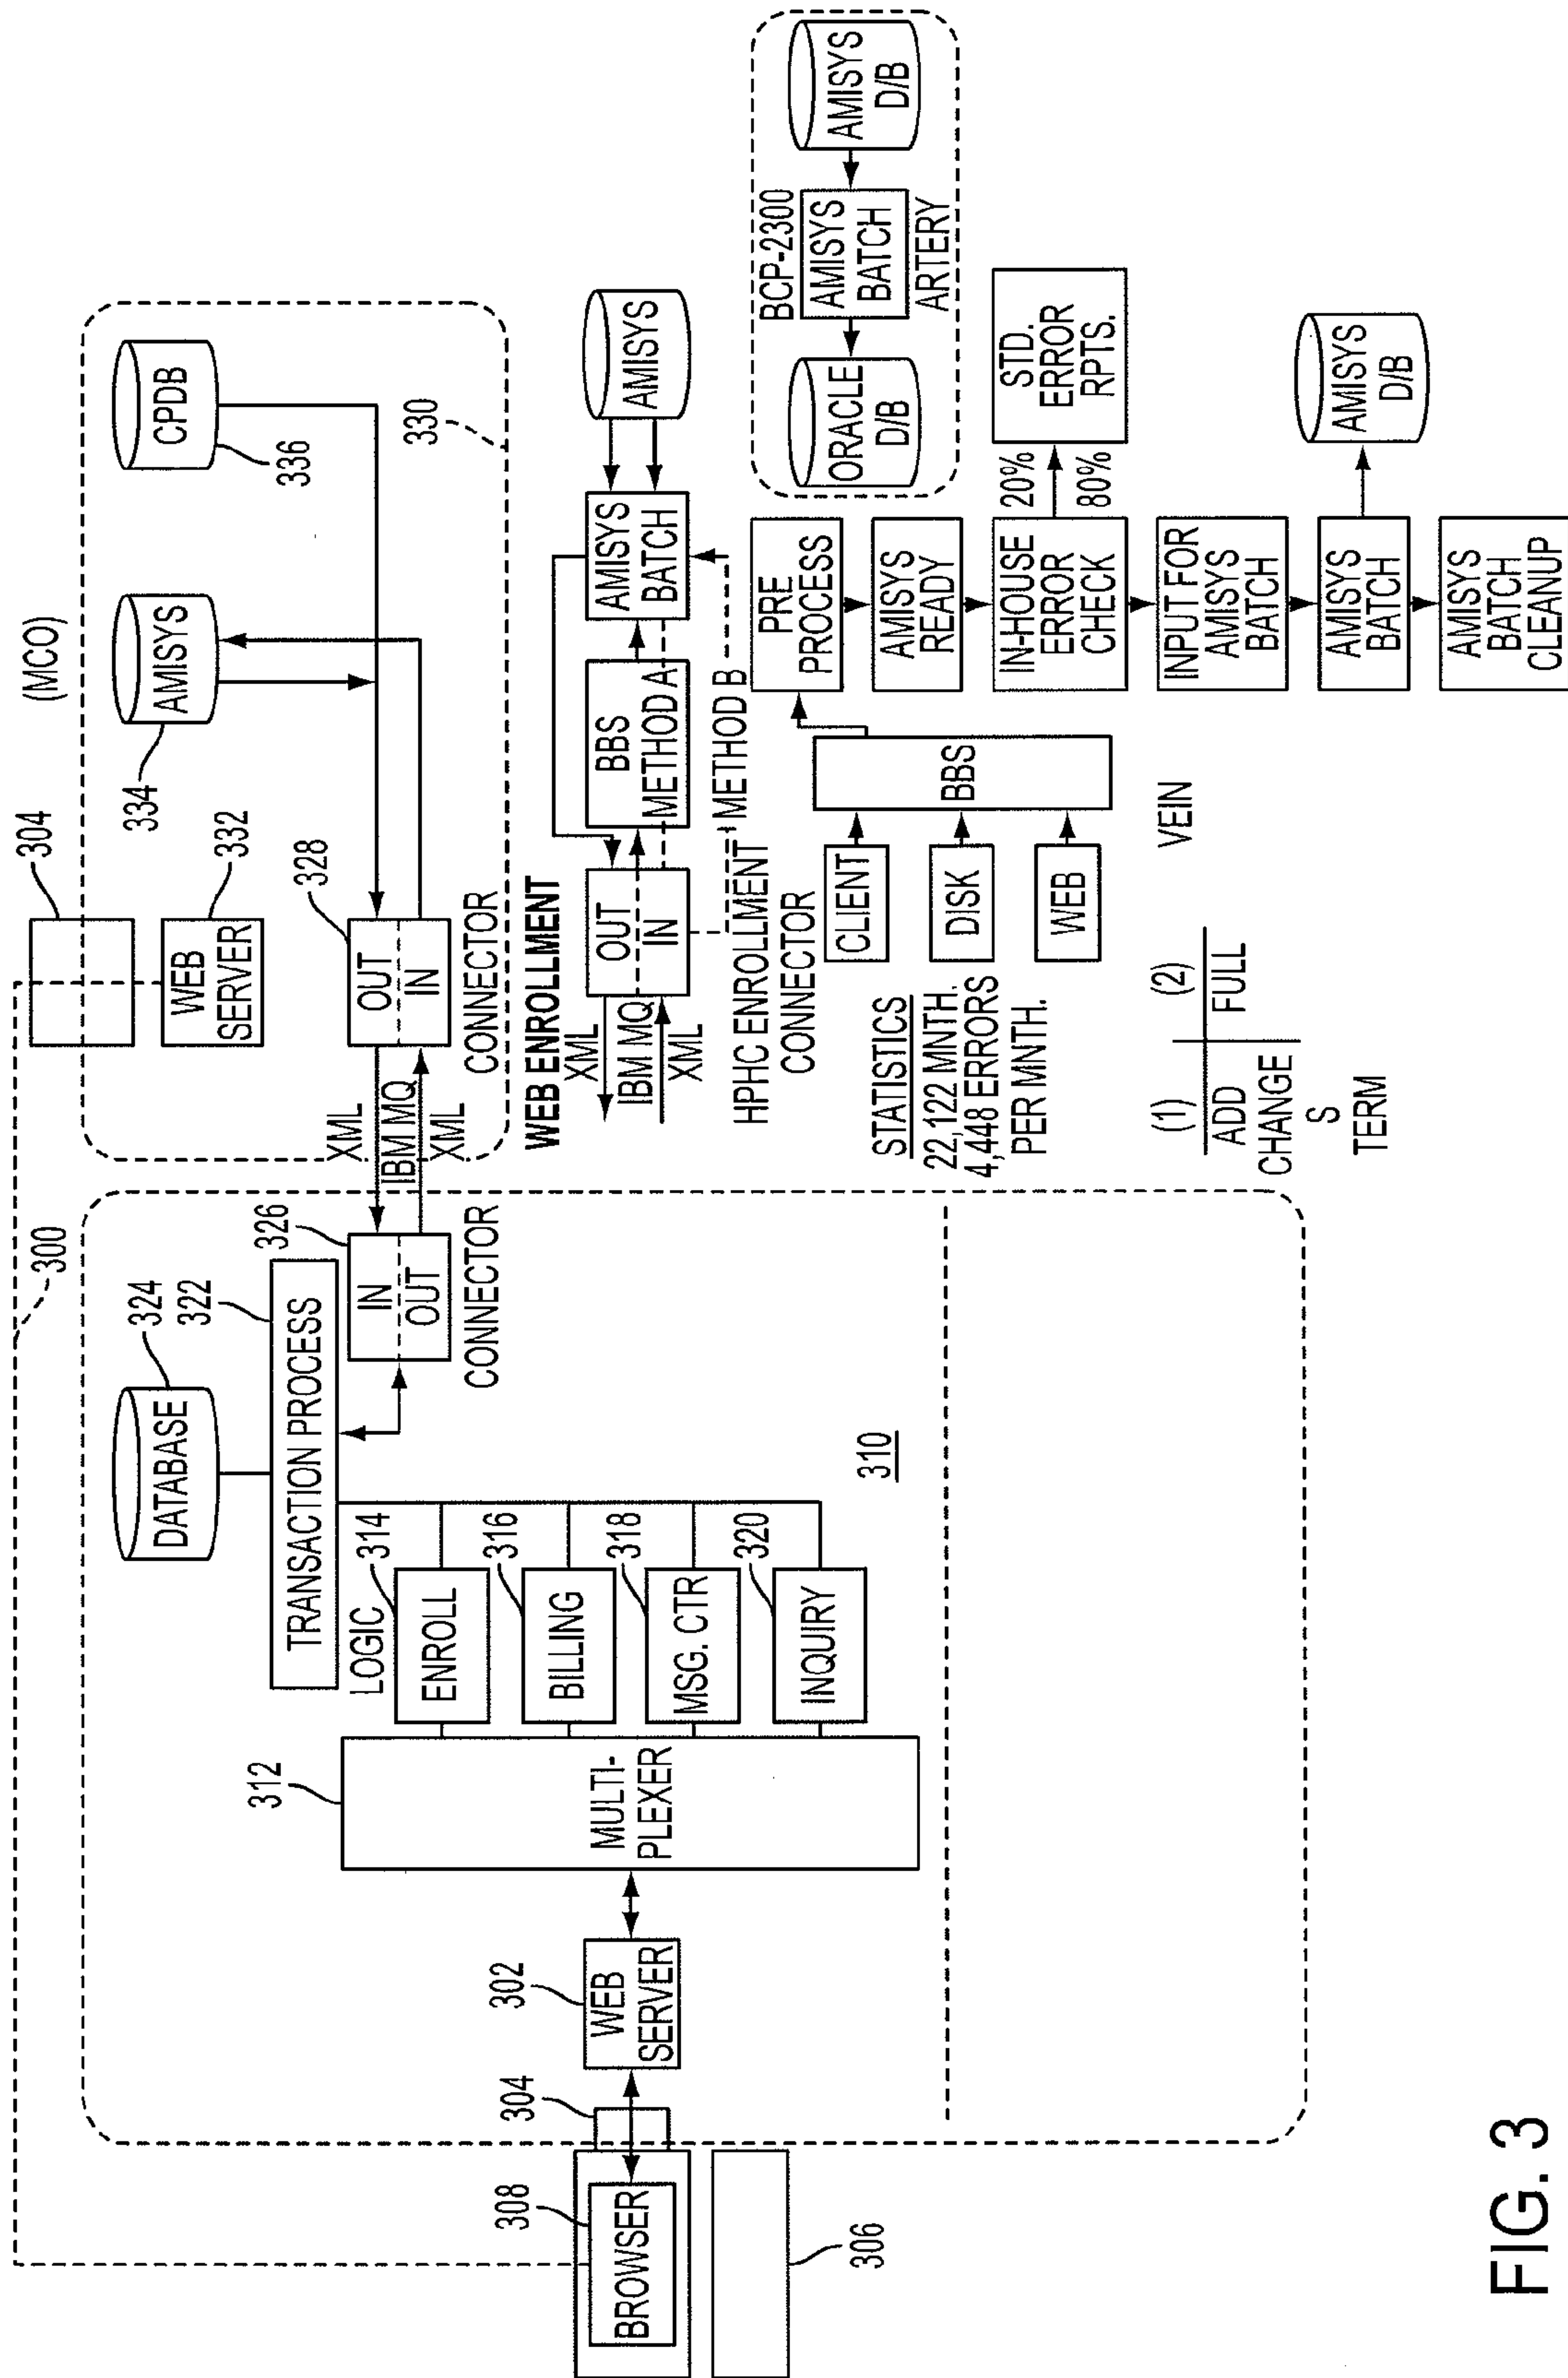 300
304
(MCO)
WEB
SERVER
332
AMISYS
334
CPDB
336
OUT
IN
328
CONNECTOR
330
XML
IBM MQ
XML
DATABASE
324
TRANSACTION PROCESS
322
IN
OUT
326
CONNECTOR
LOGIC
ENROLL
314
BILLING
316
MSG. CTR
318
INQUIRY
320
310
MULTI-
PLEXER
312
WEB
SERVER
302
304
BROWSER
308
306
WEB ENROLLMENT
XML
IBM MQ
XML
OUT
IN
HPHC ENROLLMENT
CONNECTOR
BBS
METHOD A
METHOD B
AMISYS
BATCH
AMISYS
STATISTICS
22,122 MNTH.
4,448 ERRORS
PER MNTH.
CLIENT
DISK
WEB
BBS
VEIN
PRE
PROCESS
AMISYS
READY
IN-HOUSE
ERROR
CHECK
20%
80%
STD.
ERROR
RPTS.
INPUT FOR
AMISYS
BATCH
AMISYS
BATCH
AMISYS
D/B
AMISYS
BATCH
CLEANUP
ORACLE
D/B
BCP-2300
AMISYS
BATCH
ARTERY
AMISYS
D/B
(1) (2)
ADD FULL
CHANGE
S
TERM
FIG. 3